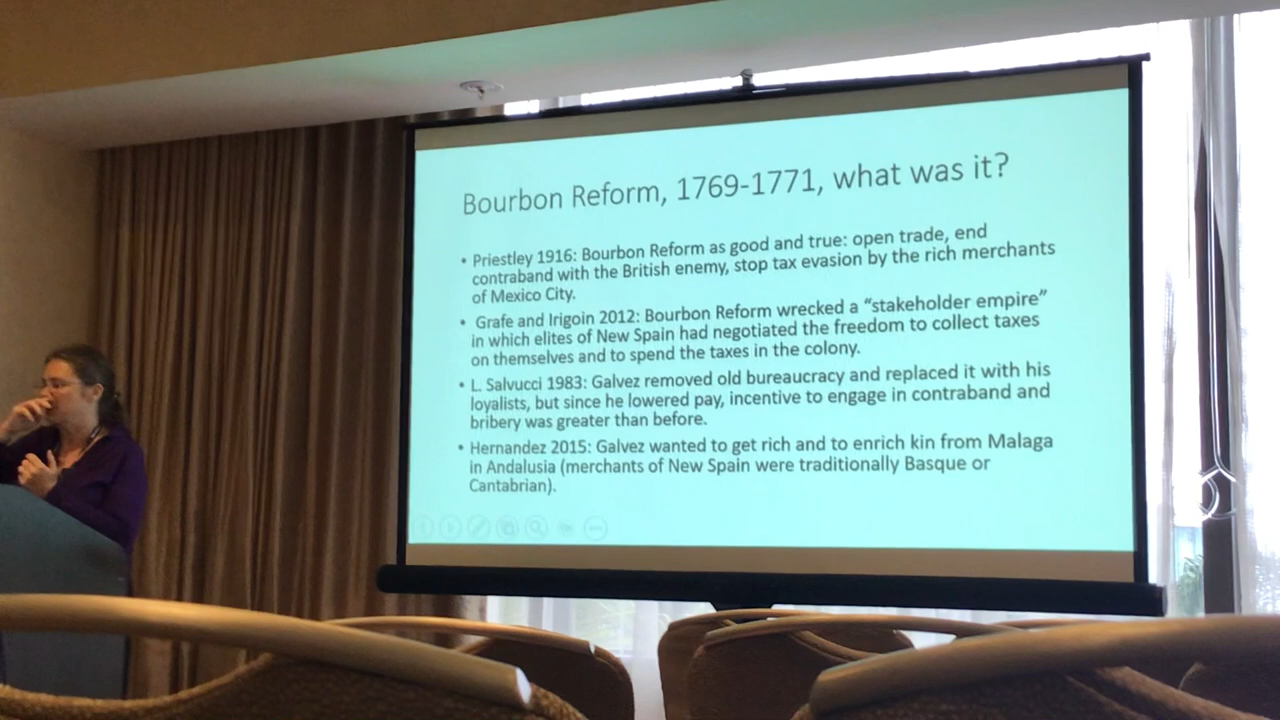 Bourbon Reform, 1769-1771, what was it?
• Priestley 1916: Bourbon Reform as good and true: open trade, end
contraband with the British enemy, stop tax evasion by the rich merchants
of Mexico City.
• Grafe and Irigoin 2012: Bourbon Reform wrecked a “stakeholder empire”
in which elites of New Spain had negotiated the freedom to collect taxes
on themselves and to spend the taxes in the colony.
• L. Salvucci 1983: Galvez removed old bureaucracy and replaced it with his
loyalists, but since he lowered pay, incentive to engage in contraband and
bribery was greater than before.
• Hernandez 2015: Galvez wanted to get rich and to enrich kin from Malaga
in Andalusia (merchants of New Spain were traditionally Basque or
Cantabrian).